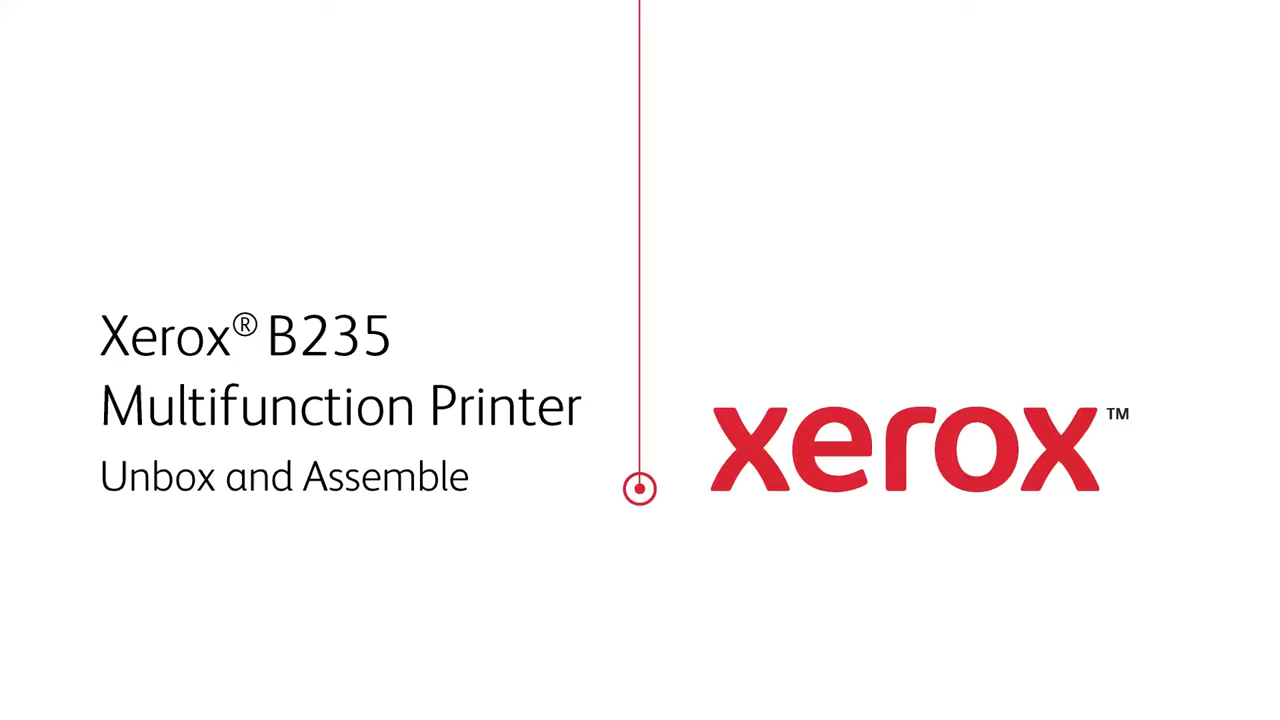 Xerox® B235
Multifunction Printer
Unbox and Assemble
xerox™